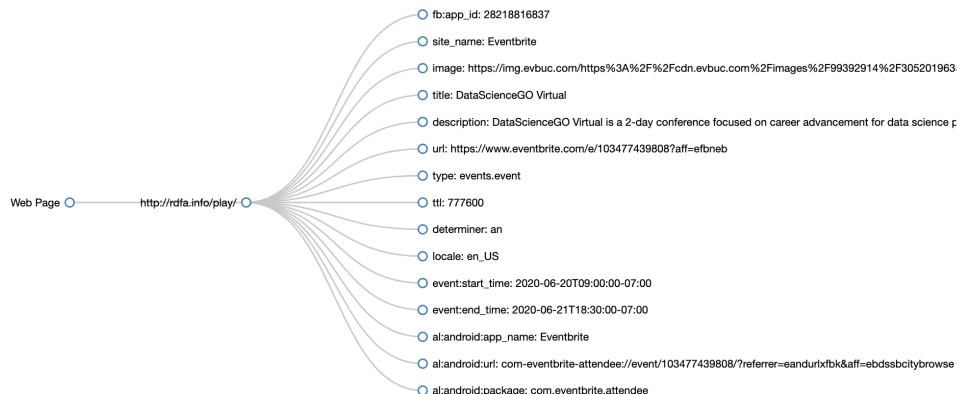 fb:app_id: 28218816837
site_name: Eventbrite
image: https://img.evbuc.com/https%3A%2F%2Fcdn.evbuc.com%2Fimages%2F99392914%2F305201963
title: DataScienceGO Virtual
description: DataScienceGO Virtual is a 2-day conference focused on career advancement for data science p
url: https://www.eventbrite.com/e/103477439808?aff=efbneb
type: events.event
Web Page
http://rdfa.info/play/
ttl: 777600
determiner: an
locale: en_US
event:start_time: 2020-06-20T09:00:00-07:00
event:end_time: 2020-06-21T18:30:00-07:00
al:android:app_name: Eventbrite
al:android:url: com-eventbrite-attendee://event/103477439808/?referrer=eandurlxfbk&aff=ebdssbcitybrowse
al:android:package: com.eventbrite.attendee